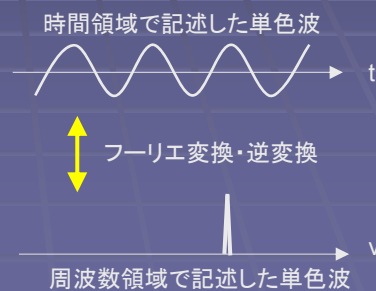 時間領域で記述した単色波
t
フーリエ変換・逆変換
ν
周波数領域で記述した単色波